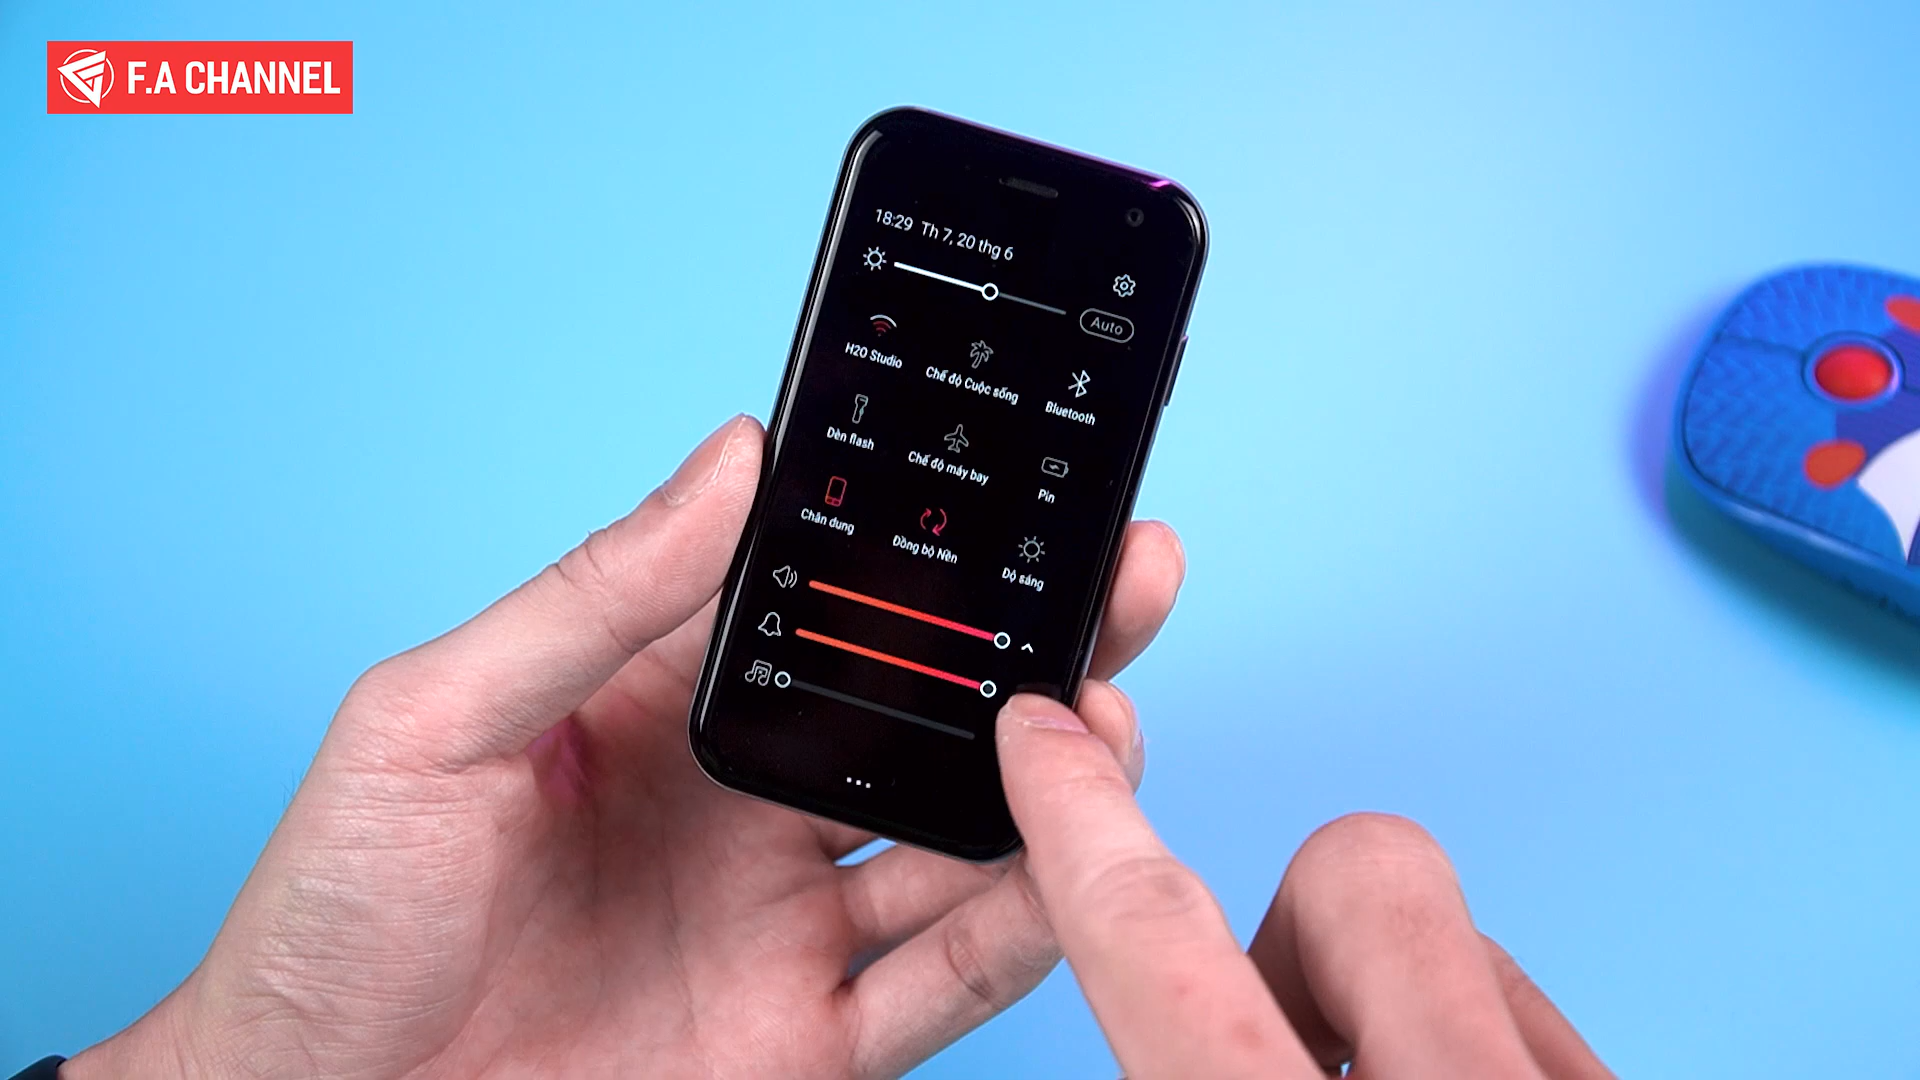 F.A CHANNEL
18:29 Th 7, 20 thg 6
Auto
H2O Studio
Chế độ Cuộc sống
Bluetooth
Đèn flash
Chế độ máy bay
Pin
Chân dung
Đồng bộ Nền
Độ sáng